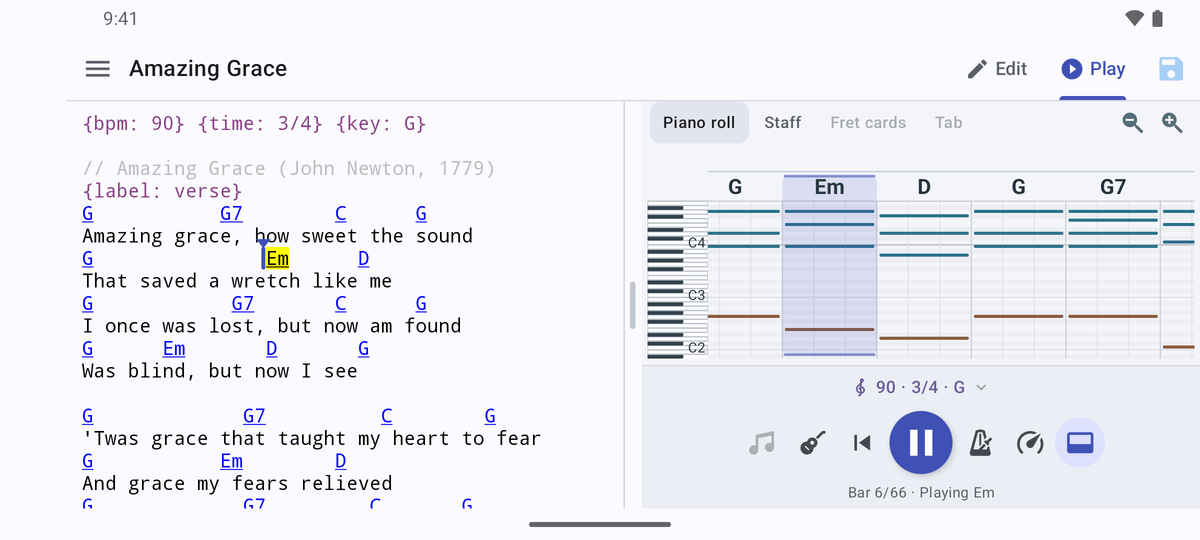 9:41
Amazing Grace
Edit
Play
{bpm: 90} {time: 3/4} {key: G}
// Amazing Grace (John Newton, 1779)
{label: verse}
G G7 C G
Amazing grace, how sweet the sound
G Em D
That saved a wretch like me
G G7 C G
I once was lost, but now am found
G Em D G
Was blind, but now I see
G G7 C G
'Twas grace that taught my heart to fear
G Em D
And grace my fears relieved
G G7 C G
Piano roll Staff Fret cards Tab
G Em D G G7
C4
C3
C2
90 · 3/4 · G
Bar 6/66 · Playing Em